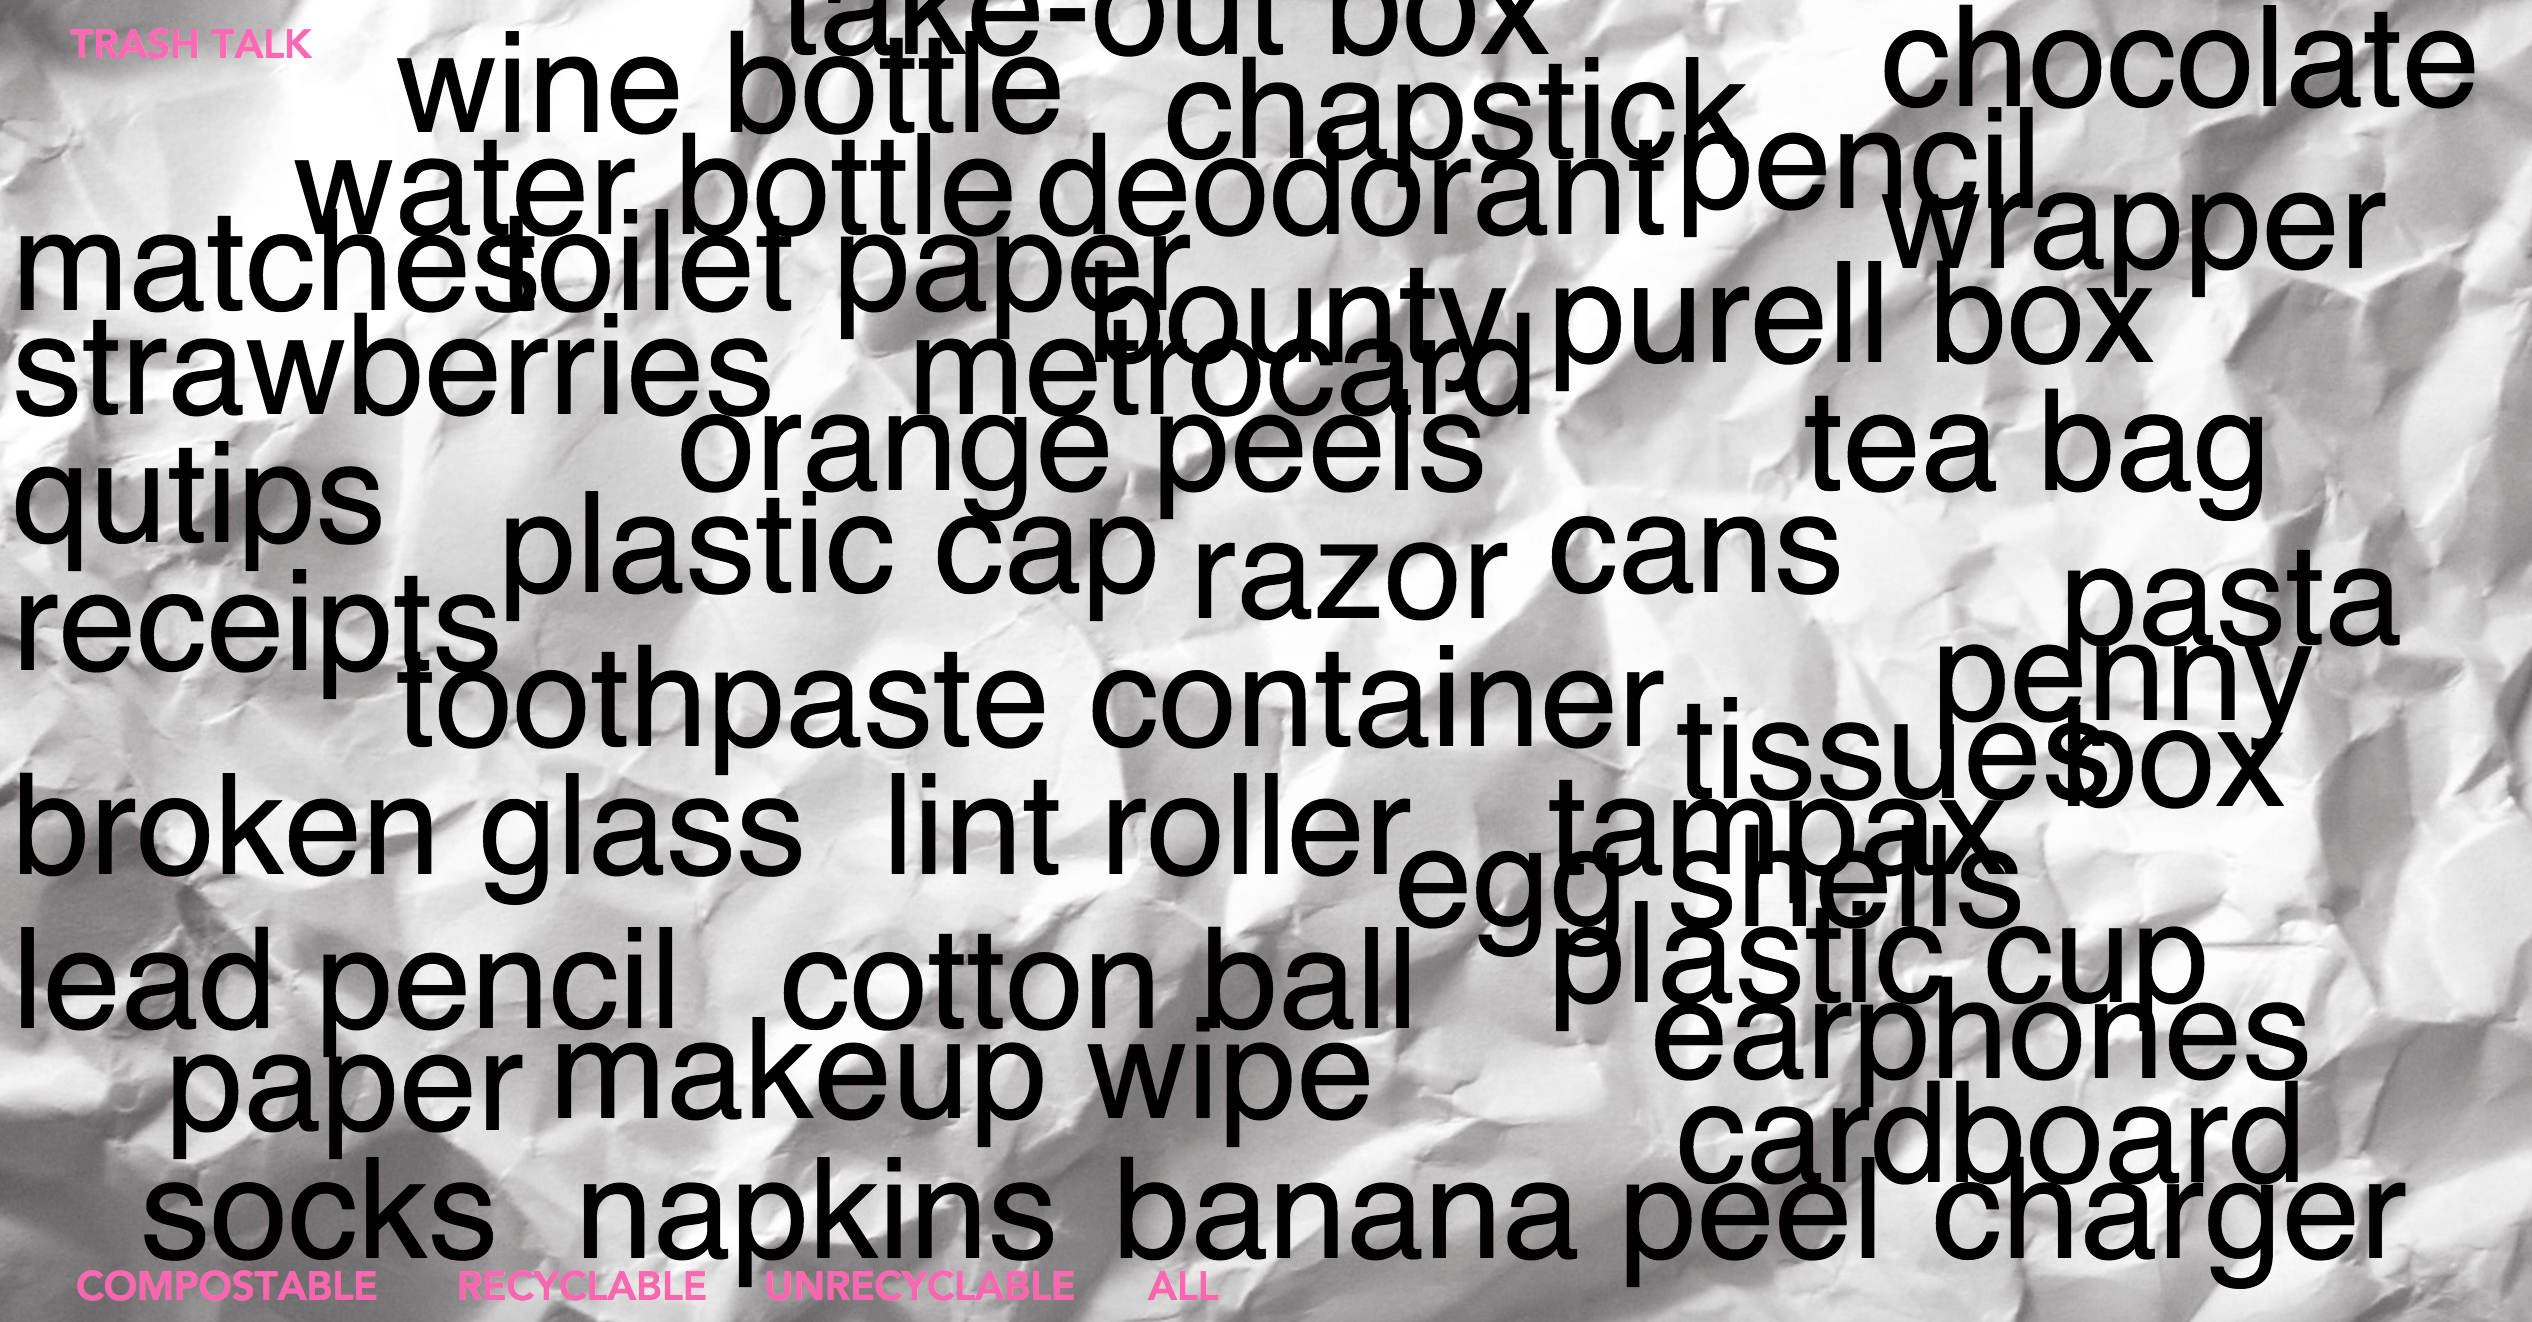 take-out box
TRASH TALK
wine bottle
chapstick
chocolate
wrapper
water bottle
deodorant
pencil
matches
toilet paper
bounty
purell box
strawberries
metrocard
orange peels
tea bag
qutips
plastic cap
razor
cans
receipts
pasta
box
toothpaste container
penny
tissues
broken glass
lint roller
tampax
egg shells
lead pencil
cotton ball
plastic cup
earphones
paper
makeup wipe
cardboard
socks
napkins
banana peel
charger
COMPOSTABLE
RECYCLABLE
UNRECYCLABLE
ALL